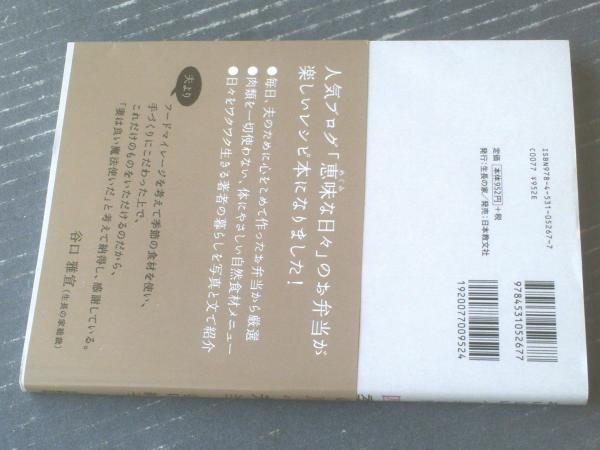 人気ブログ「恵味な日々」のお弁当が
めぐみ
楽しいレシピ本になりました！
●毎日、夫のために心をとめて作ったお弁当から厳選
●肉類を一切使わない、体にやさしい自然食材メニュー
●日々をワクワク生きる著者の暮らしを写真と文で紹介
夫より
フードマイレージを考えて季節の食材を使い、
手づくりにこだわった上で、
これだけのものをいただけるのだから、
「妻は良い魔法使いだ」と考えて納得し、感謝している。
谷口 雅宣（生長の家総裁）
ISBN978-4-531-05267-7
C0077 ¥952E
定価 [本体952円]+税
発行：生長の家／発売：日本教文社
9784531052677
1920077009524